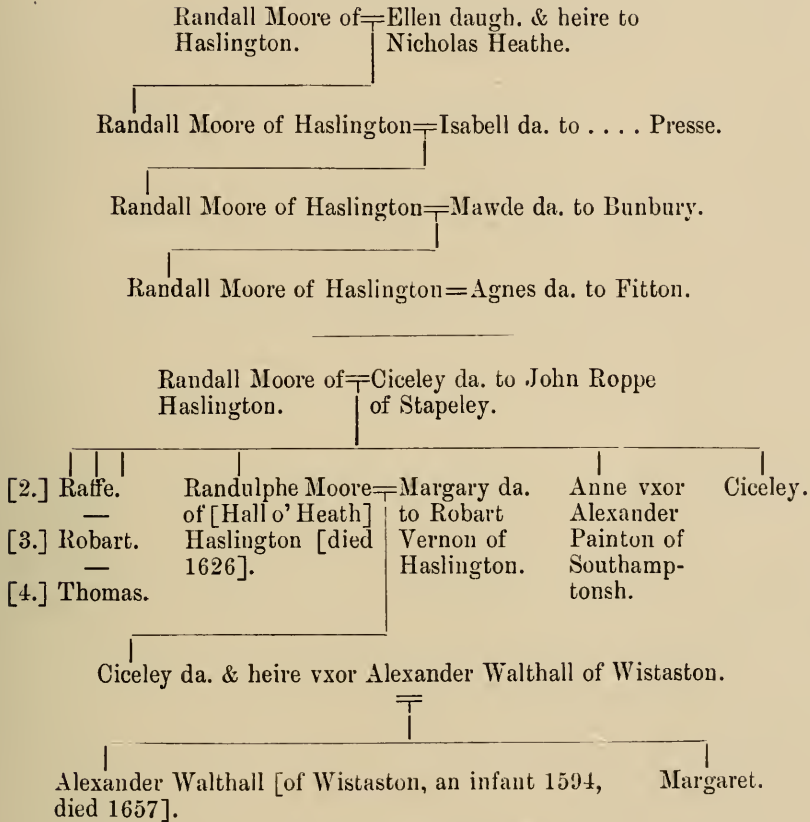 Randall Moore of=Ellen daugh. & heire to
Haslington. Nicholas Heathe.
Randall Moore of Haslington=Isabell da. to . . . . Presse.
Randall Moore of Haslington=Mawde da. to Bunbury.
Randall Moore of Haslington=Agnes da. to Fitton.
Randall Moore of=Ciceley da. to John Roppe
Haslington. of Stapeley.
[2.] Raffe.
—
[3.] Robart.
—
[4.] Thomas.
Randulphe Moore=
of [Hall o' Heath]
Haslington [died
1626].
Margary da.
to Robart
Vernon of
Haslington.
Anne vxor
Alexander
Painton of
Southamp-
tonsh.
Ciceley.
Ciceley da. & heire vxor Alexander Walthall of Wistaston.
=
Alexander Walthall [of Wistaston, an infant 1594,
died 1657].
Margaret.